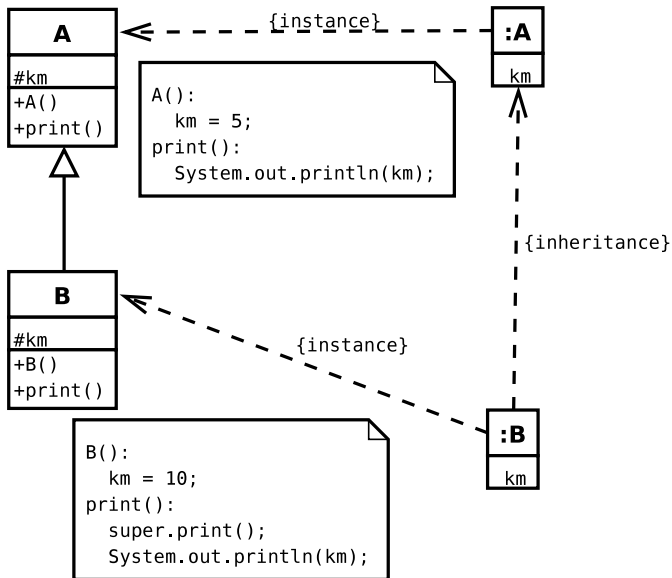 A
#km
+A()
+print()
{instance}
:A
km
A():
km = 5;
print():
System.out.println(km);
{inheritance}
B
#km
+B()
+print()
{instance}
:B
km
B():
km = 10;
print():
super.print();
System.out.println(km);